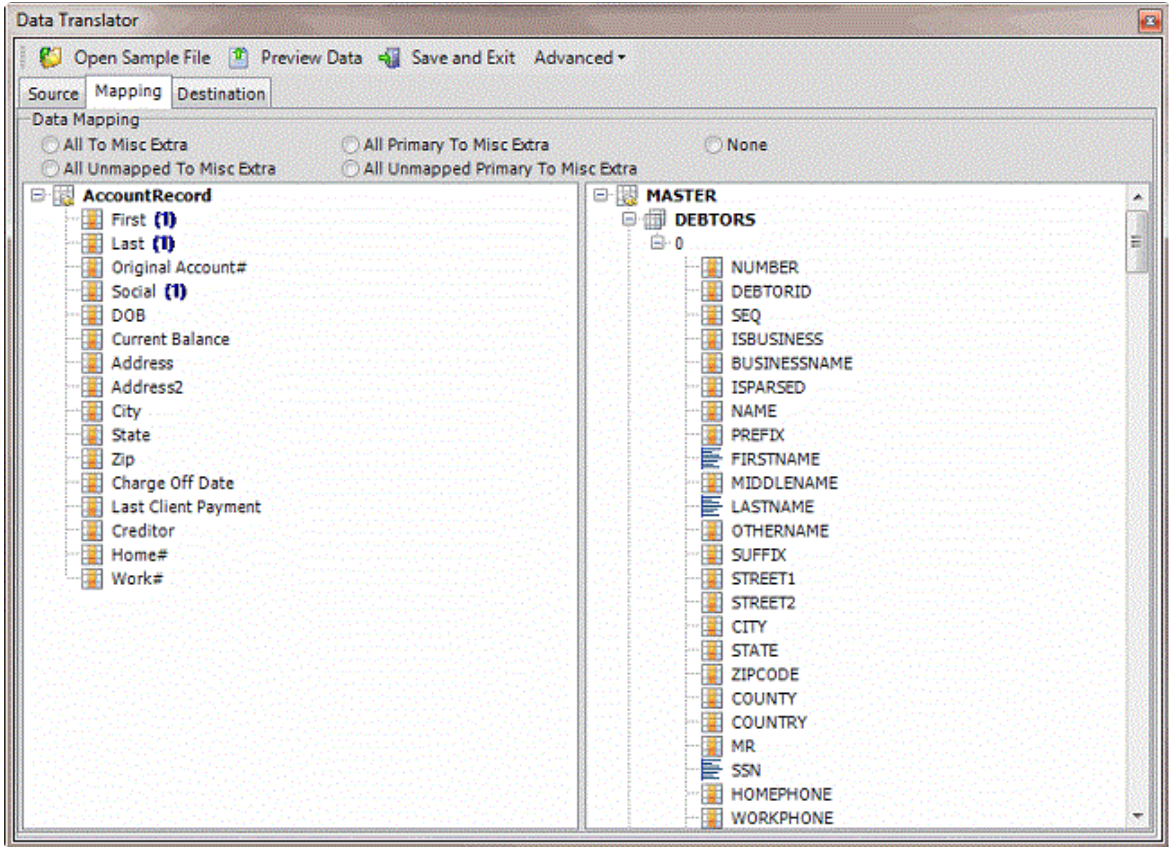 Data Translator
Open Sample File Preview Data Save and Exit Advanced
Source Mapping Destination
Data Mapping
All To Misc Extra All Primary To Misc Extra None
All Unmapped To Misc Extra All Unmapped Primary To Misc Extra
AccountRecord
First (1)
Last (1)
Original Account#
Social (1)
DOB
Current Balance
Address
Address2
City
State
Zip
Charge Off Date
Last Client Payment
Creditor
Home#
Work#
MASTER
DEBTORS
0
NUMBER
DEBTORID
SEQ
ISBUSINESS
BUSINESSNAME
ISPARSED
NAME
PREFIX
FIRSTNAME
MIDDLENAME
LASTNAME
OTHERNAME
SUFFIX
STREET1
STREET2
CITY
STATE
ZIPCODE
COUNTY
COUNTRY
MR
SSN
HOMEPHONE
WORKPHONE